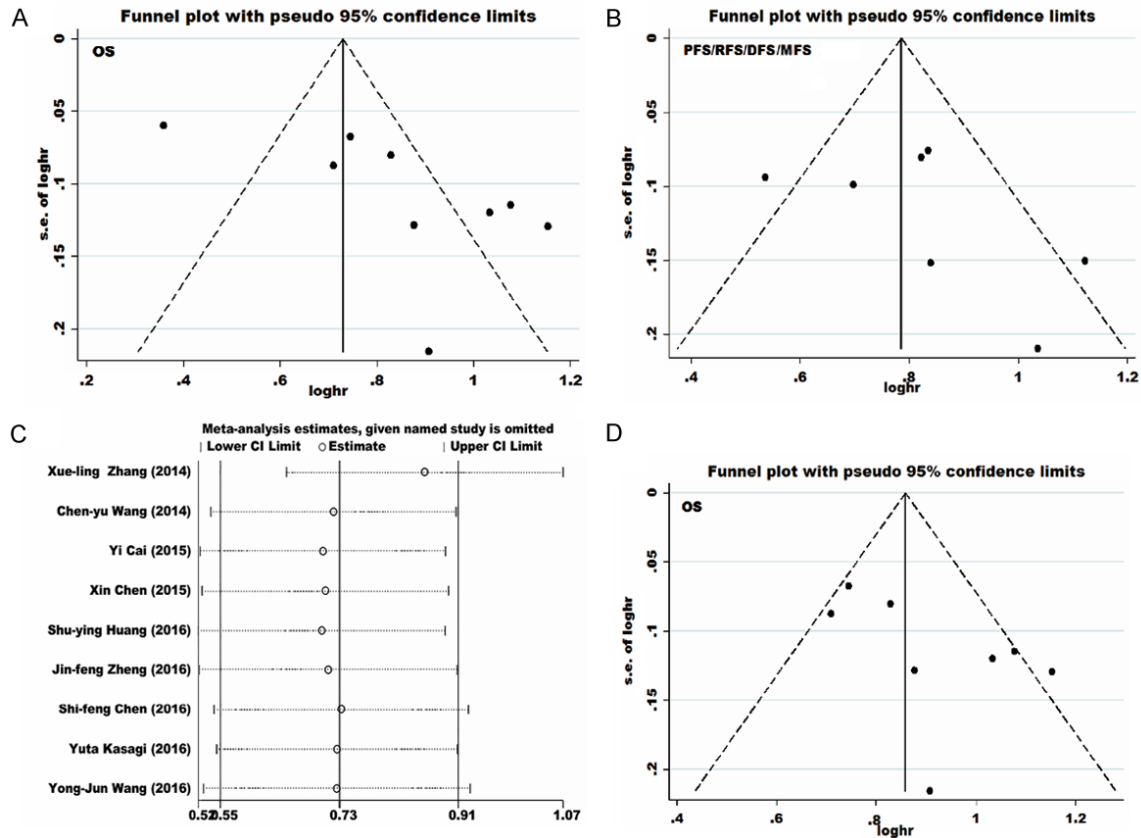 A
Funnel plot with pseudo 95% confidence limits
OS
0
.05
.1
.15
.2
s.e. of loghr
.2 .4 .6 .8 1 1.2
loghr
B
Funnel plot with pseudo 95% confidence limits
PFS/RFS/DFS/MFS
0
.05
.1
.15
.2
s.e. of loghr
.4 .6 .8 1 1.2
loghr
C
Meta-analysis estimates, given named study is omitted
Lower CI Limit Estimate Upper CI Limit
Xue-ling Zhang (2014)
Chen-yu Wang (2014)
Yi Cai (2015)
Xin Chen (2015)
Shu-ying Huang (2016)
Jin-feng Zheng (2016)
Shi-feng Chen (2016)
Yuta Kasagi (2016)
Yong-Jun Wang (2016)
0.52 0.55 0.73 0.91 1.07
D
Funnel plot with pseudo 95% confidence limits
OS
0
.05
.1
.15
.2
s.e. of loghr
.4 .6 .8 1 1.2
loghr